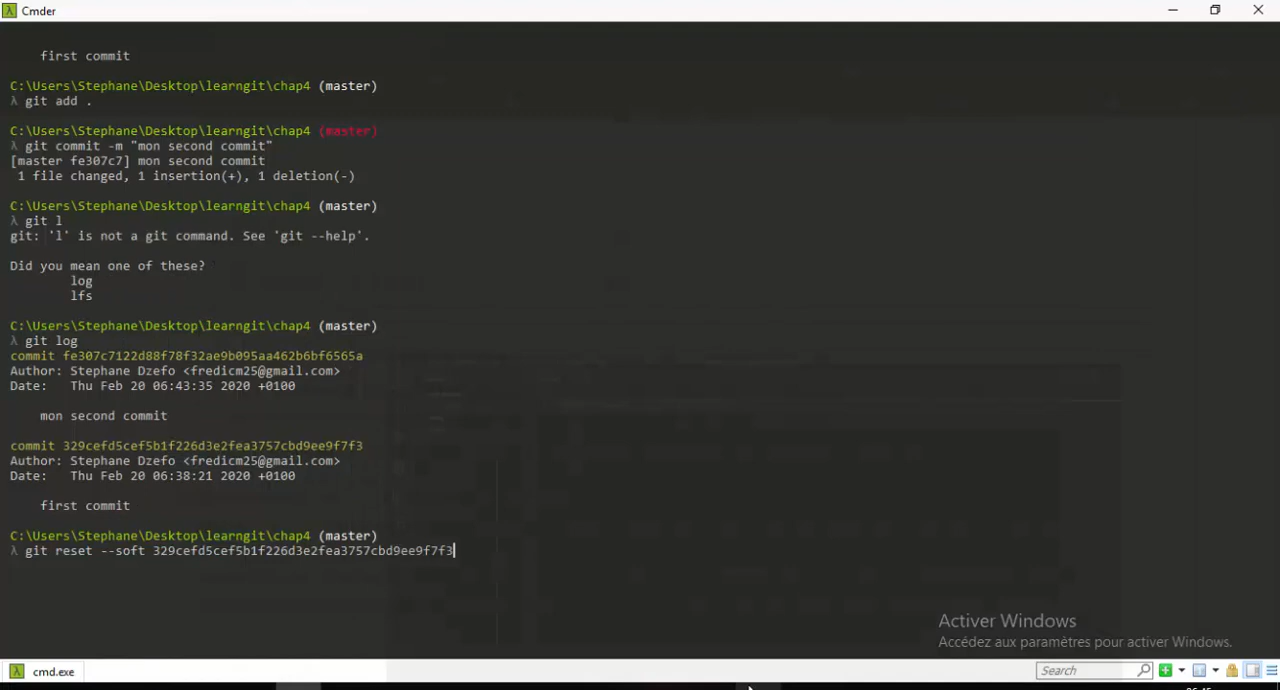 Cmder
first commit
C:\Users\Stephane\Desktop\learngit\chap4 (master)
λ git add .
C:\Users\Stephane\Desktop\learngit\chap4 (master)
λ git commit -m "mon second commit"
[master fe307c7] mon second commit
1 file changed, 1 insertion(+), 1 deletion(-)
C:\Users\Stephane\Desktop\learngit\chap4 (master)
λ git l
git: 'l' is not a git command. See 'git --help'.
Did you mean one of these?
log
lfs
C:\Users\Stephane\Desktop\learngit\chap4 (master)
λ git log
commit fe307c7122d88f78f32ae9b095aa462b6bf6565a
Author: Stephane Dzefo <fredicm25@gmail.com>
Date: Thu Feb 20 06:43:35 2020 +0100
mon second commit
commit 329cefd5cef5b1f226d3e2fea3757cbd9ee9f7f3
Author: Stephane Dzefo <fredicm25@gmail.com>
Date: Thu Feb 20 06:38:21 2020 +0100
first commit
C:\Users\Stephane\Desktop\learngit\chap4 (master)
λ git reset --soft 329cefd5cef5b1f226d3e2fea3757cbd9ee9f7f3
Activer Windows
Accédez aux paramètres pour activer Windows.
cmd.exe
Search